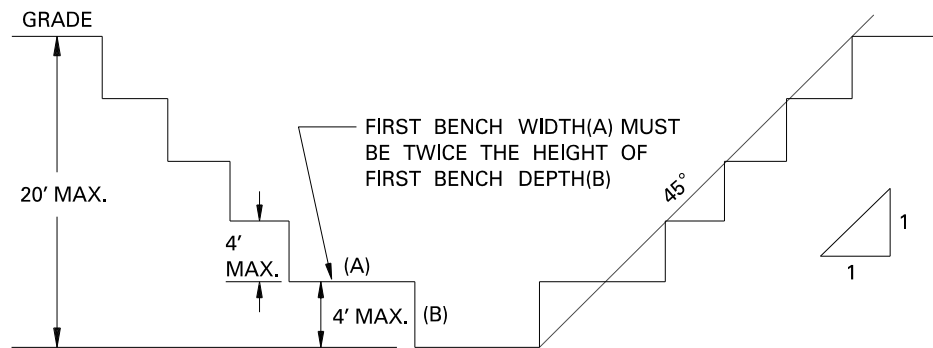 GRADE
FIRST BENCH WIDTH(A) MUST
BE TWICE THE HEIGHT OF
FIRST BENCH DEPTH(B)
45°
20' MAX.
4'
MAX.
(A)
4' MAX.
(B)
1
1